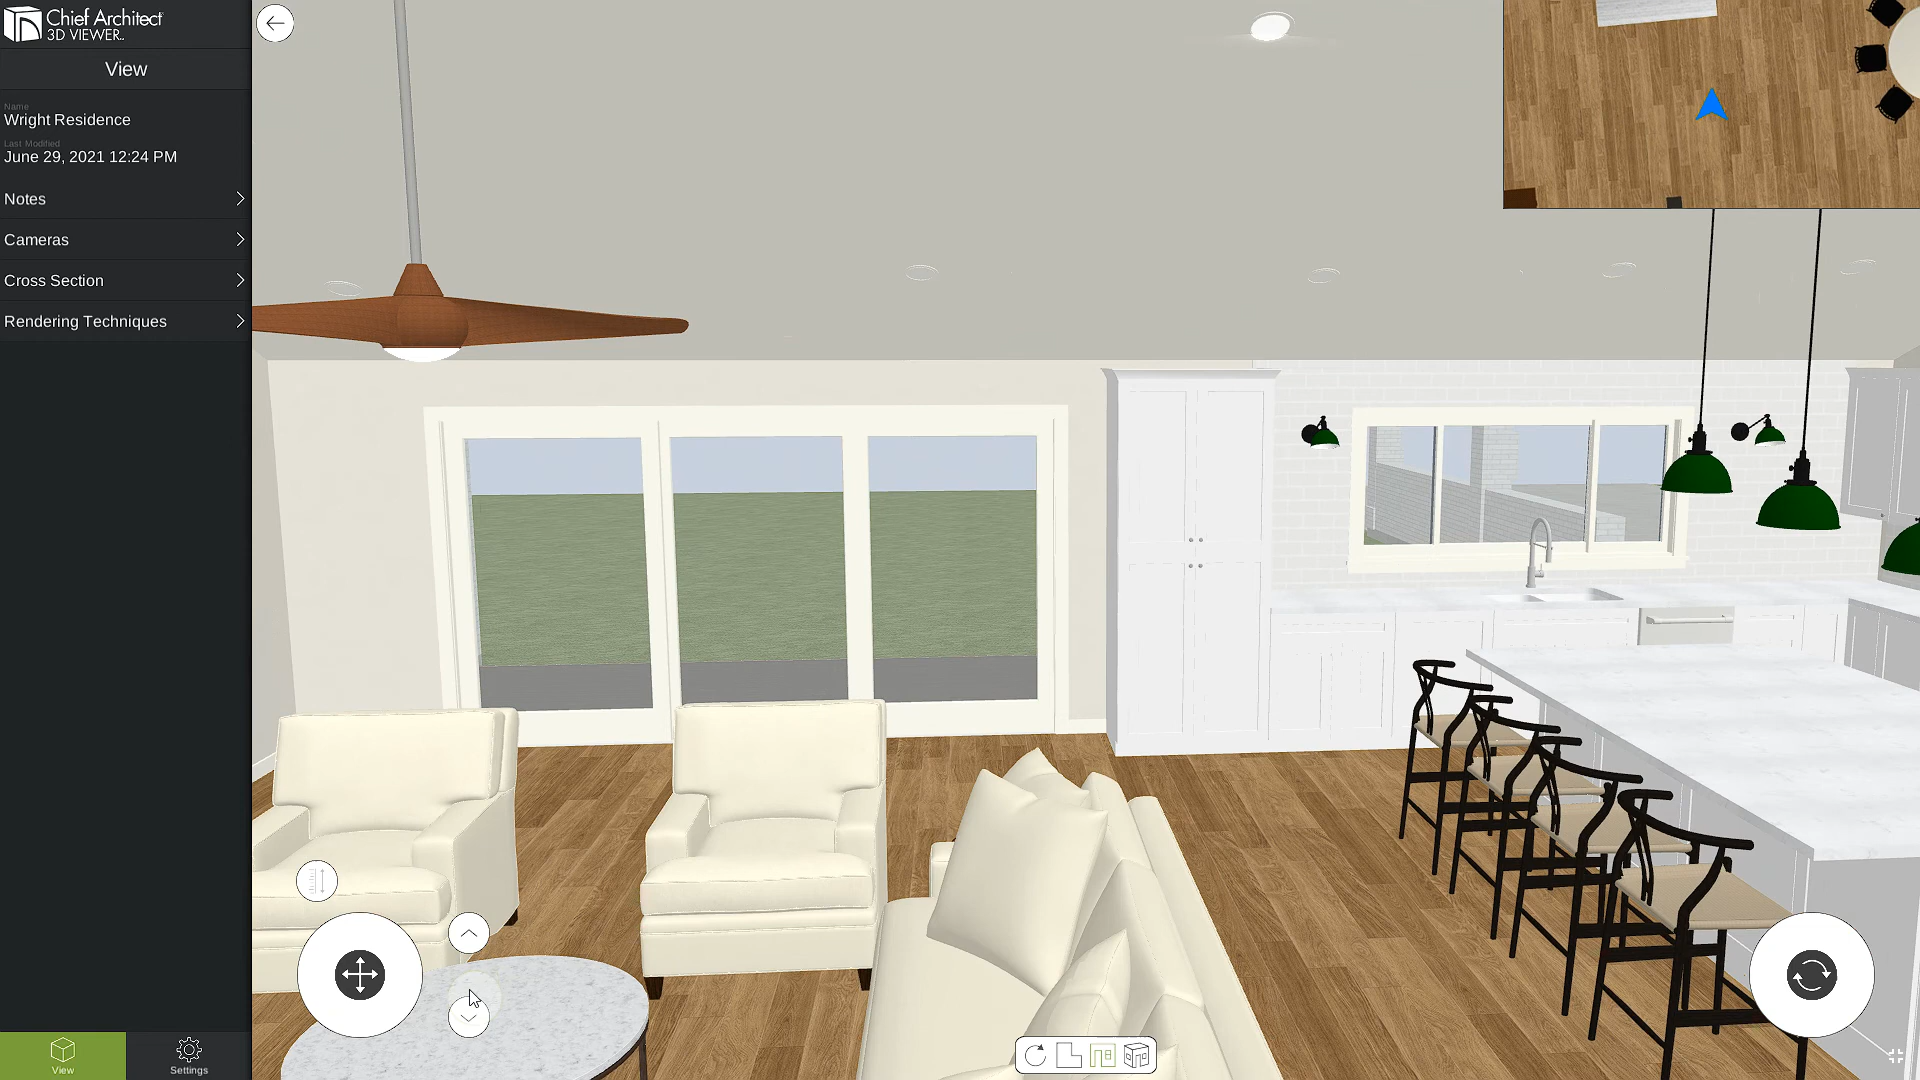 Chief Architect
3D VIEWER
View
Name
Wright Residence
Last Modified
June 29, 2021 12:24 PM
Notes
Cameras
Cross Section
Rendering Techniques
View
Settings